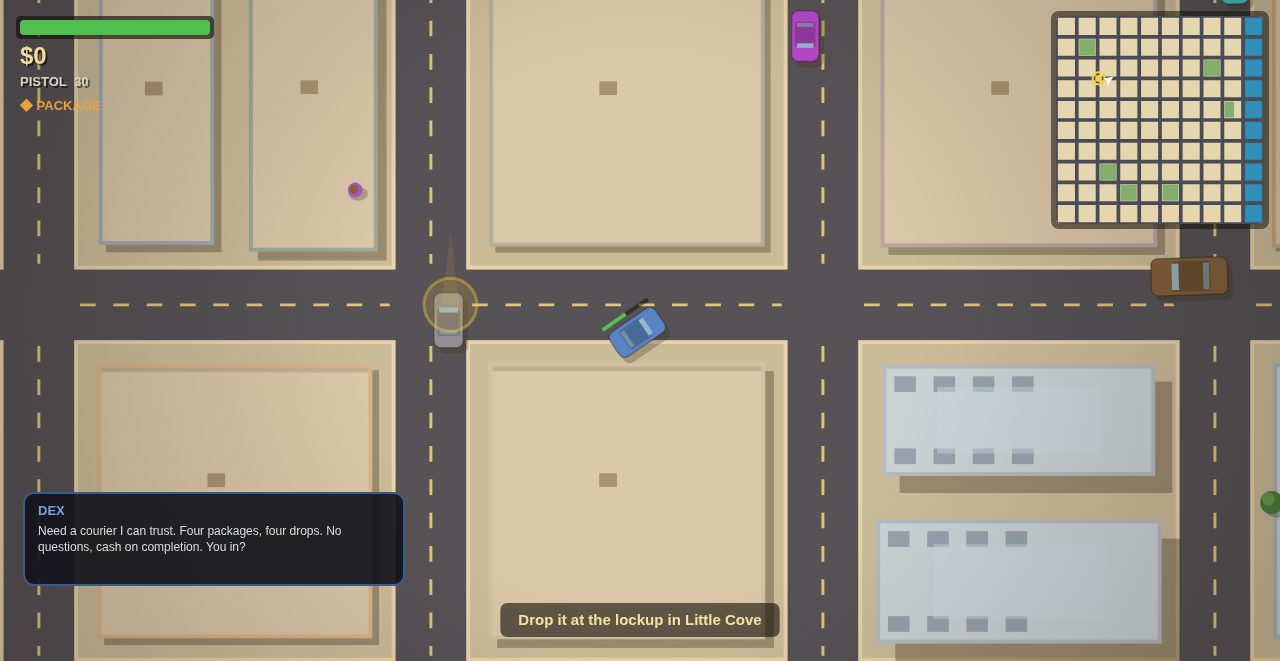 $0
PISTOL 30
PACKAGE
DEX
Need a courier I can trust. Four packages, four drops. No
questions, cash on completion. You in?
Drop it at the lockup in Little Cove